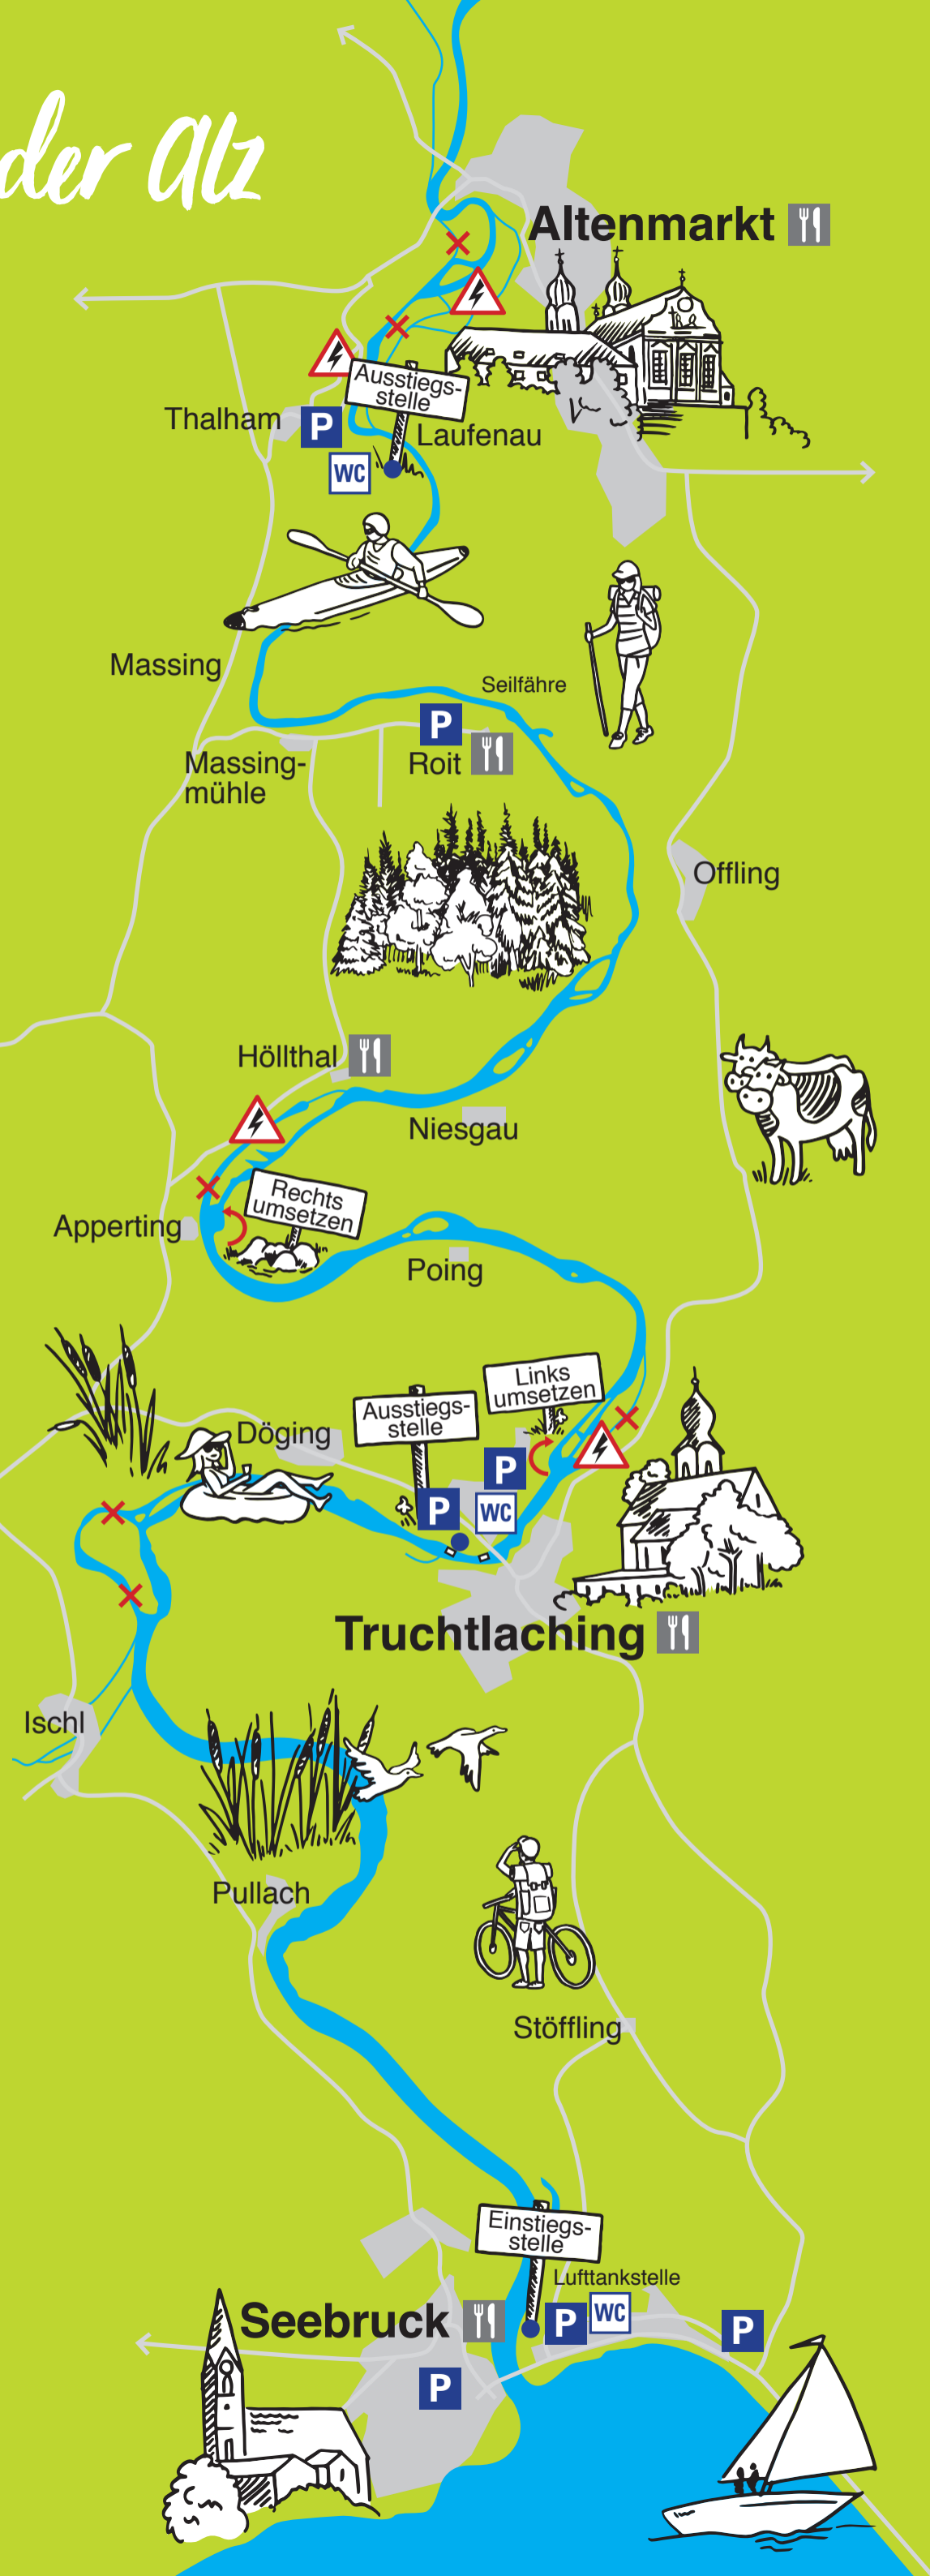 der Alz
Altenmarkt
Ausstiegs-
stelle
Thalham
P
Laufenau
WC
Massing
Seilfähre
P
Massing-
mühle
Roit
Offling
Höllthal
Niesgau
Rechts
umsetzen
Apperting
Poing
Links
umsetzen
Ausstiegs-
stelle
Döging
P
P
WC
Truchtlaching
Ischl
Pullach
Stöffling
Einstiegs-
stelle
Lufttankstelle
Seebruck
P
WC
P
P